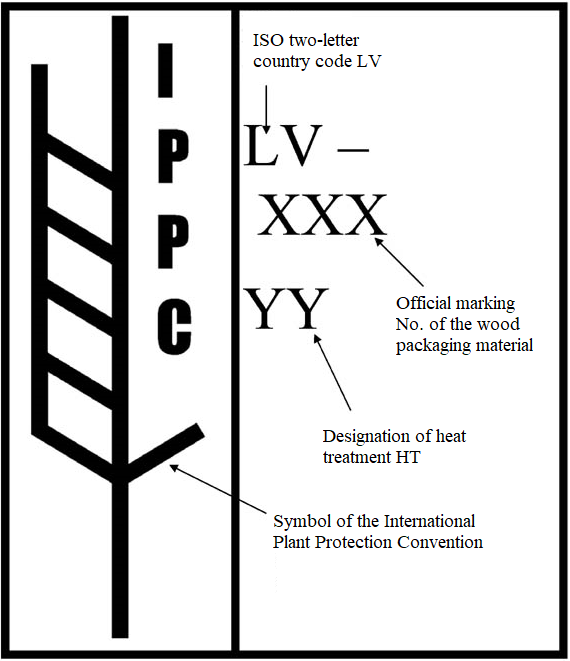 I
P
P
C
ISO two-letter
country code LV
LV –
XXX
YY
Official marking
No. of the wood
packaging material
Designation of heat
treatment HT
Symbol of the International
Plant Protection Convention